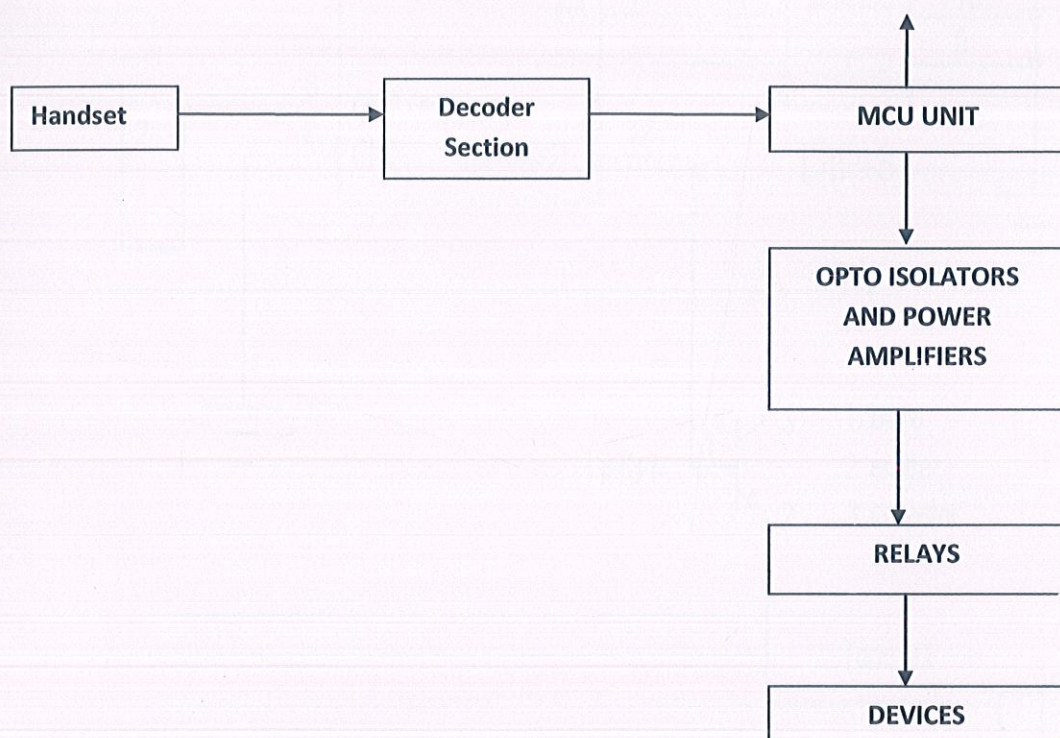 Handset
Decoder
Section
MCU UNIT
OPTO ISOLATORS
AND POWER
AMPLIFIERS
RELAYS
DEVICES